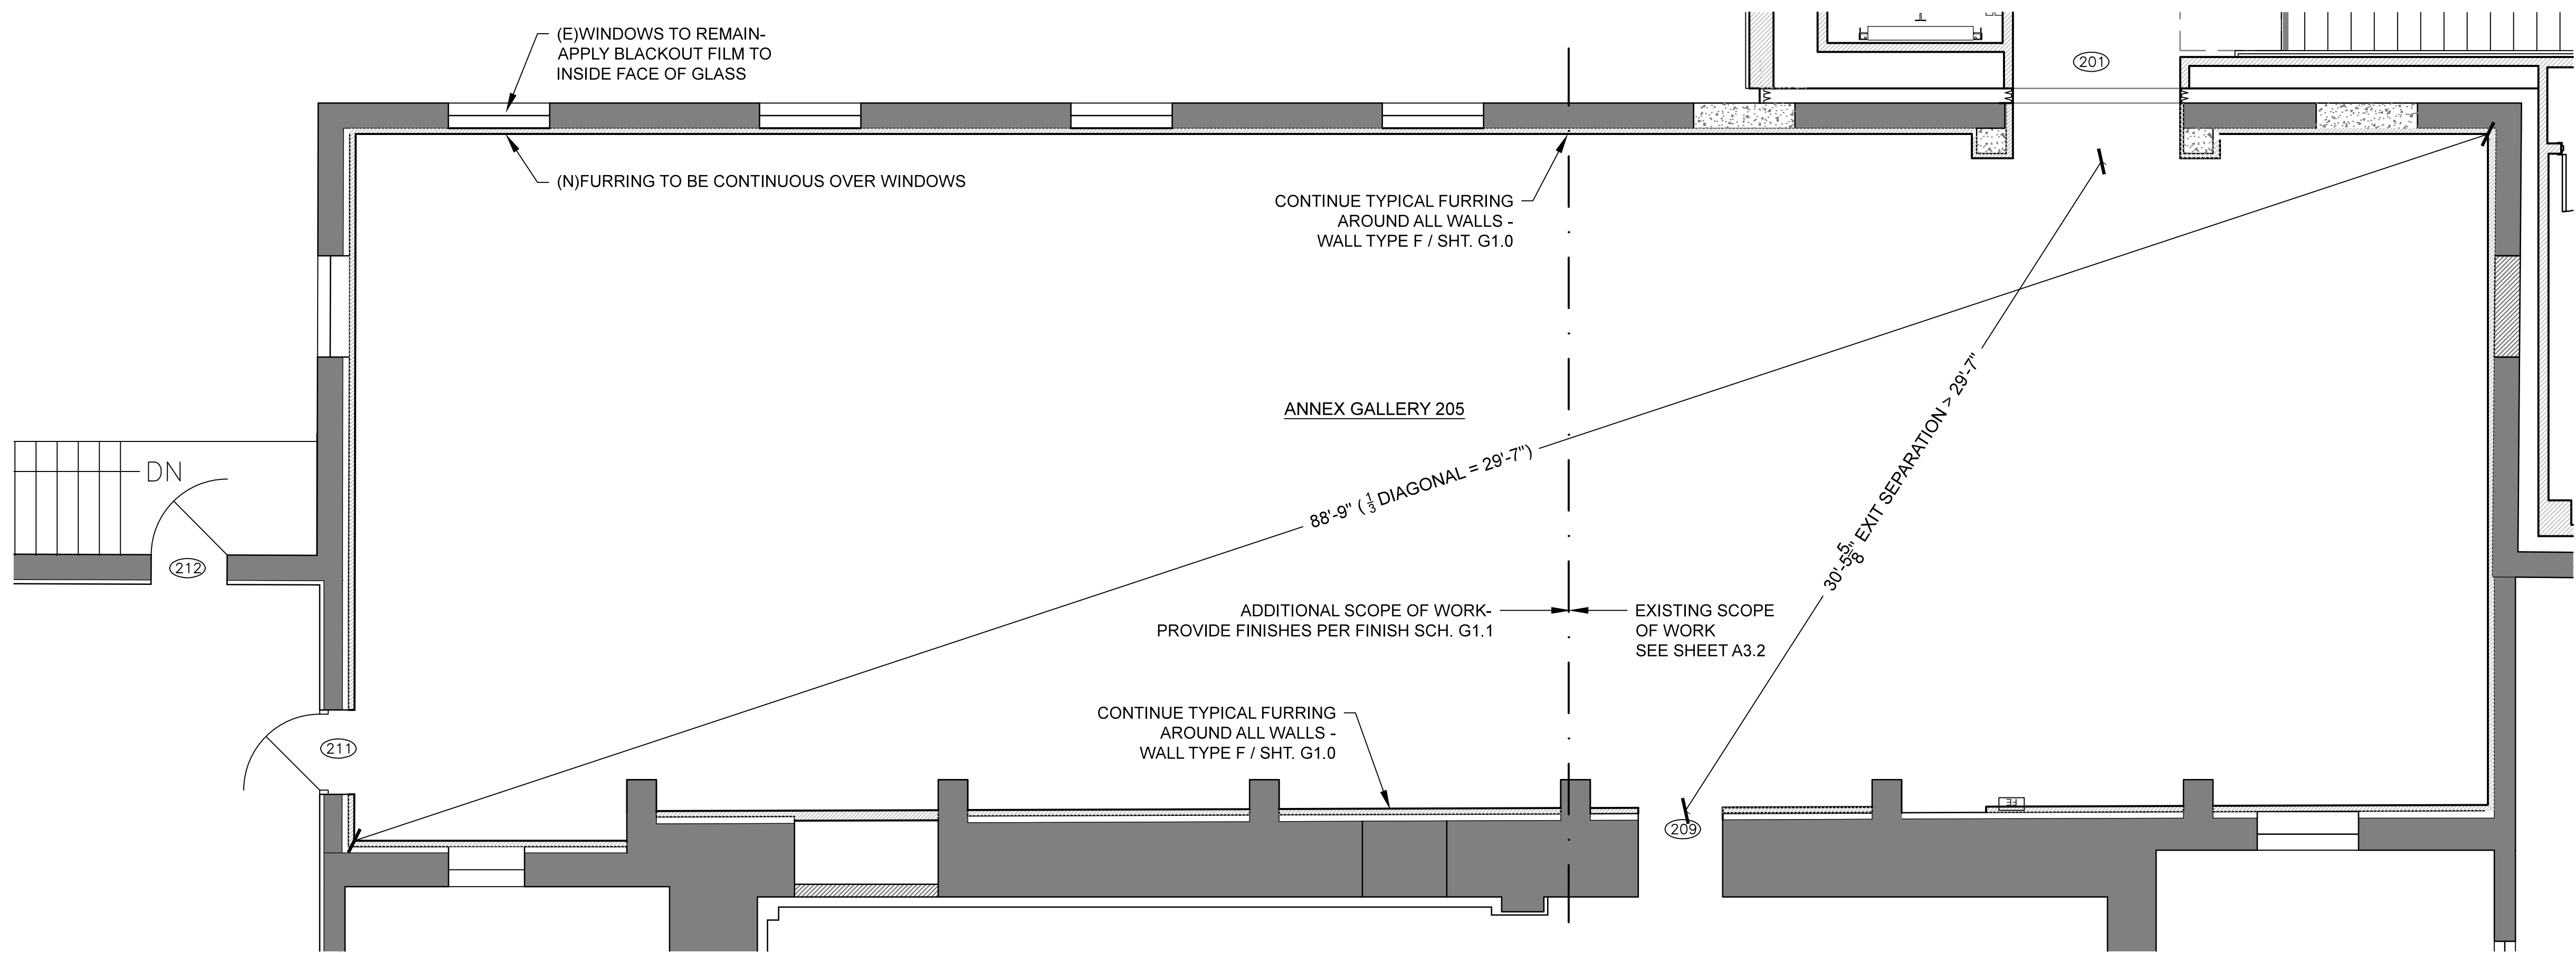 (E)WINDOWS TO REMAIN-
APPLY BLACKOUT FILM TO
INSIDE FACE OF GLASS
201
(N)FURRING TO BE CONTINUOUS OVER WINDOWS
CONTINUE TYPICAL FURRING
AROUND ALL WALLS -
WALL TYPE F / SHT. G1.0
ANNEX GALLERY 205
88'-9" ( 1/3 DIAGONAL = 29'-7")
30'-5 5/8" EXIT SEPARATION > 29'-7"
DN
212
ADDITIONAL SCOPE OF WORK-
PROVIDE FINISHES PER FINISH SCH. G1.1
EXISTING SCOPE
OF WORK
SEE SHEET A3.2
CONTINUE TYPICAL FURRING
AROUND ALL WALLS -
WALL TYPE F / SHT. G1.0
211
FE
209